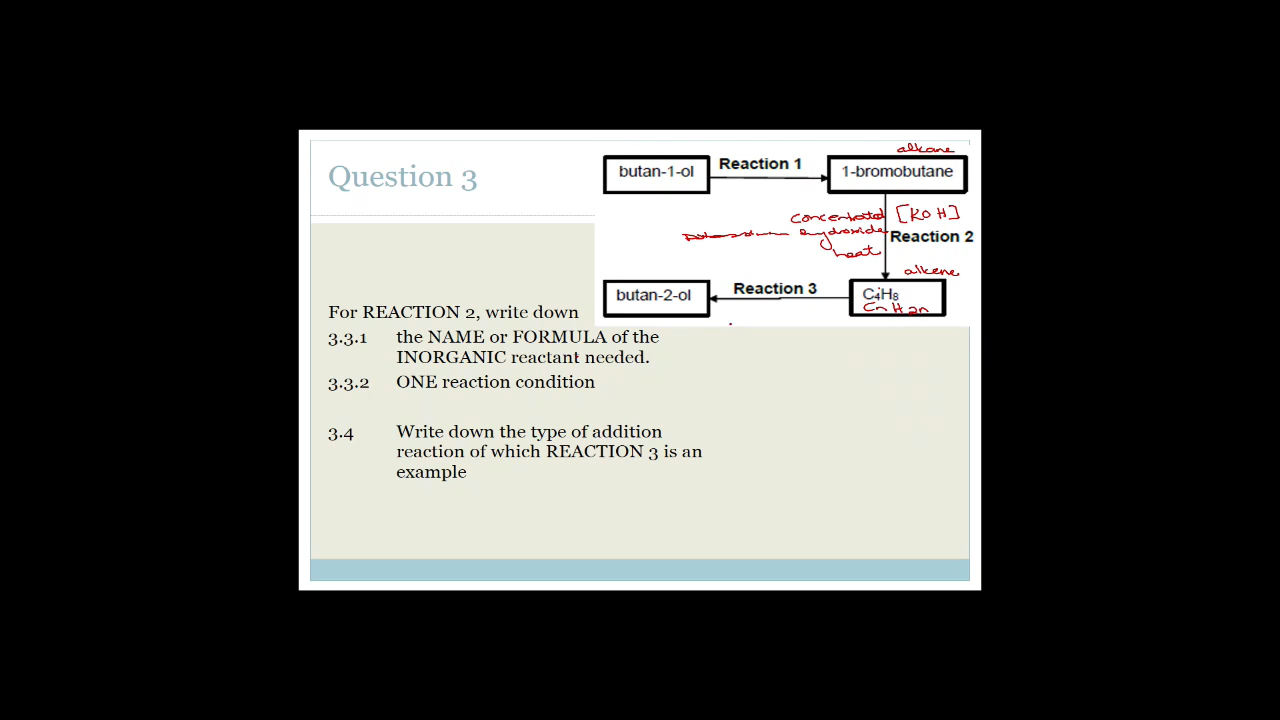 Question 3
butan-1-ol
Reaction 1
alkane
1-bromobutane
concentrated [KOH]
hydroxide
Reaction 2
heat
alkene
butan-2-ol
Reaction 3
C4H8
CnH2n
For REACTION 2, write down
3.3.1 the NAME or FORMULA of the
INORGANIC reactant needed.
3.3.2 ONE reaction condition
3.4 Write down the type of addition
reaction of which REACTION 3 is an
example